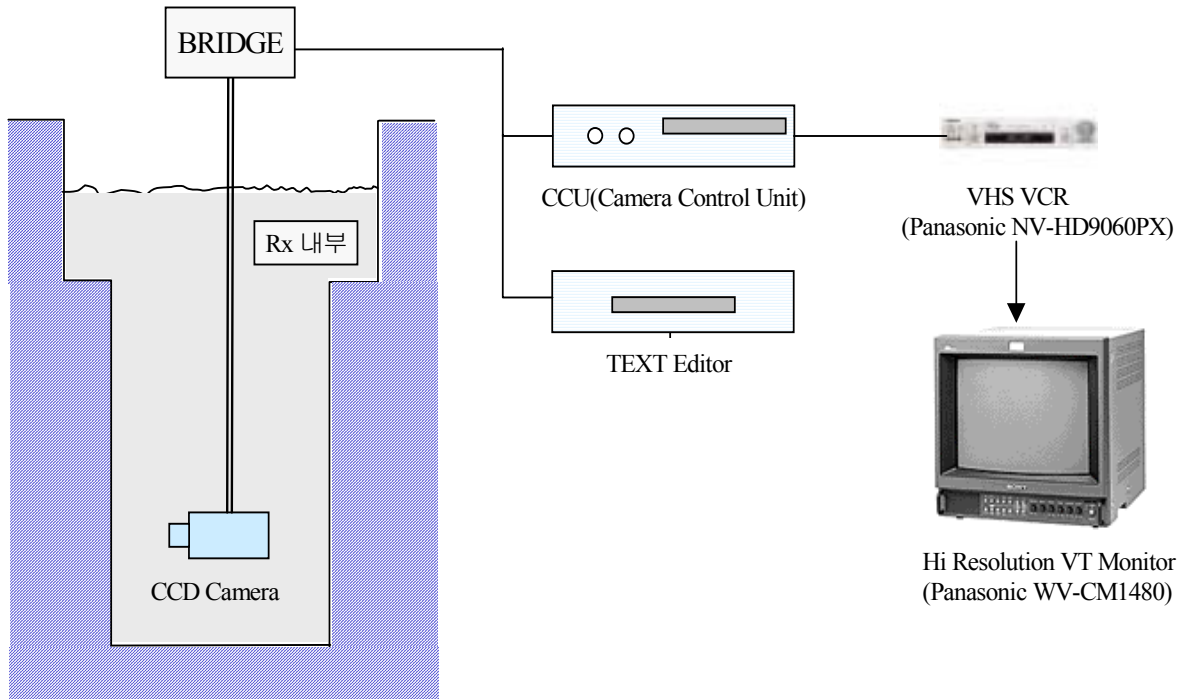 BRIDGE
CCU(Camera Control Unit)
VHS VCR
(Panasonic NV-HD9060PX)
Rx 내부
TEXT Editor
CCD Camera
SONY
Hi Resolution VT Monitor
(Panasonic WV-CM1480)